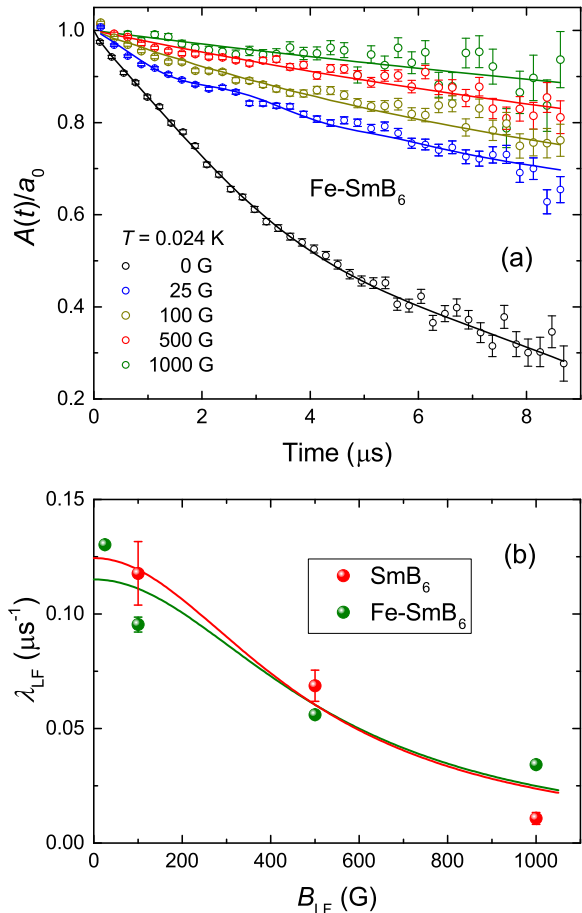 1.0
0.8
0.6
0.4
0.2
A(t)/a₀
Fe-SmB₆
T = 0.024 K
(a)
0 G
25 G
100 G
500 G
1000 G
0 2 4 6 8
Time (μs)
0.15
0.10
0.05
0.00
λ_LF (μs⁻¹)
(b)
SmB₆
Fe-SmB₆
0 200 400 600 800 1000
B_LF (G)